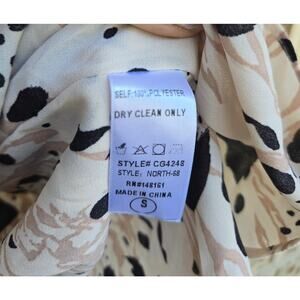 SELF: 100% POLYESTER
DRY CLEAN ONLY
STYLE# CG4248
STYLE: NORTH-68
RN#148161
MADE IN CHINA
S